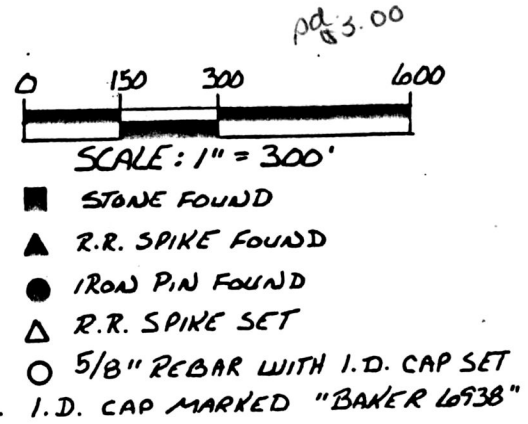 pd $3.00
0 150 300 600
SCALE: 1" = 300'
STONE FOUND
R.R. SPIKE FOUND
IRON PIN FOUND
R.R. SPIKE SET
5/8" REBAR WITH I.D. CAP SET
I.D. CAP MARKED "BAKER 6938"